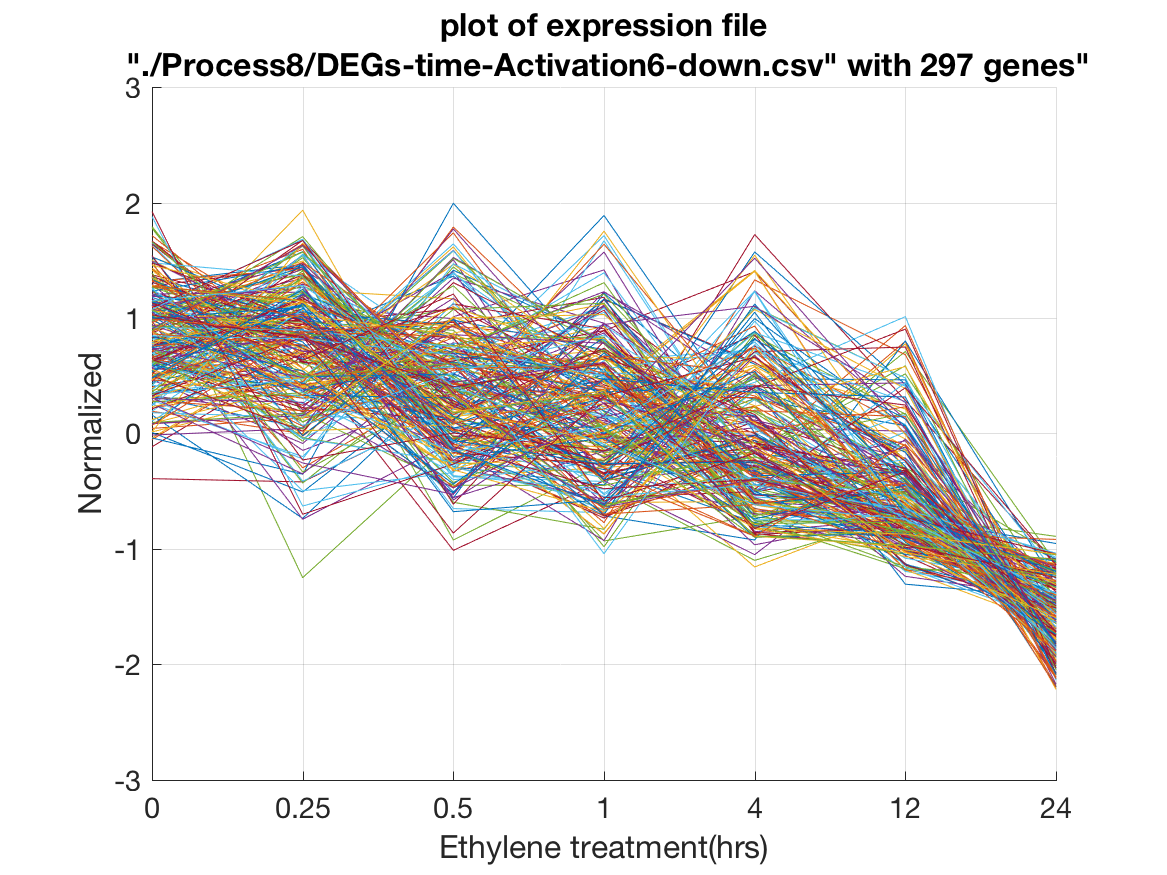 plot of expression file
"./Process8/DEGs-time-Activation6-down.csv" with 297 genes"
3
2
1
0
-1
-2
-3
Normalized
0 0.25 0.5 1 4 12 24
Ethylene treatment(hrs)